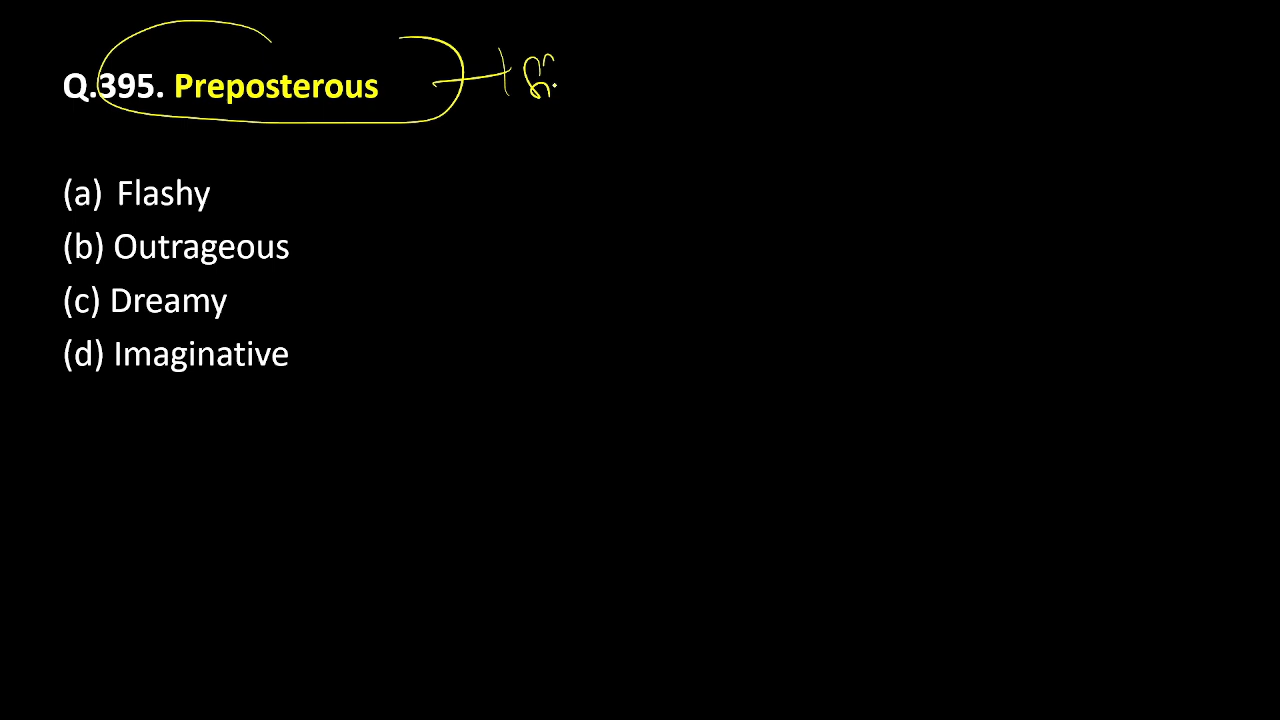 Q.395. Preposterous
(a) Flashy
(b) Outrageous
(c) Dreamy
(d) Imaginative